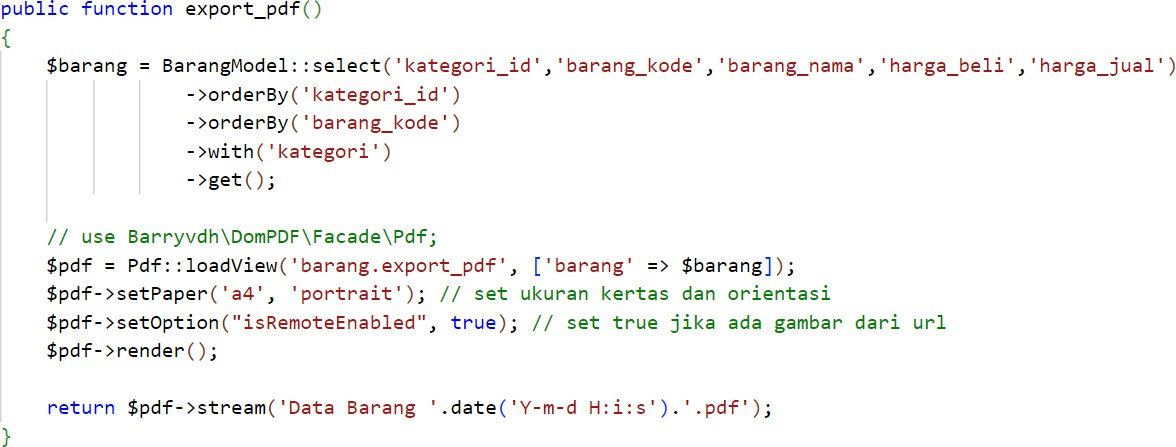 public function export_pdf()
{
    $barang = BarangModel::select('kategori_id','barang_kode','barang_nama','harga_beli','harga_jual')
                ->orderBy('kategori_id')
                ->orderBy('barang_kode')
                ->with('kategori')
                ->get();

    // use Barryvdh\DomPDF\Facade\Pdf;
    $pdf = Pdf::loadView('barang.export_pdf', ['barang' => $barang]);
    $pdf->setPaper('a4', 'portrait'); // set ukuran kertas dan orientasi
    $pdf->setOption("isRemoteEnabled", true); // set true jika ada gambar dari url
    $pdf->render();

    return $pdf->stream('Data Barang '.date('Y-m-d H:i:s').'.pdf');
}